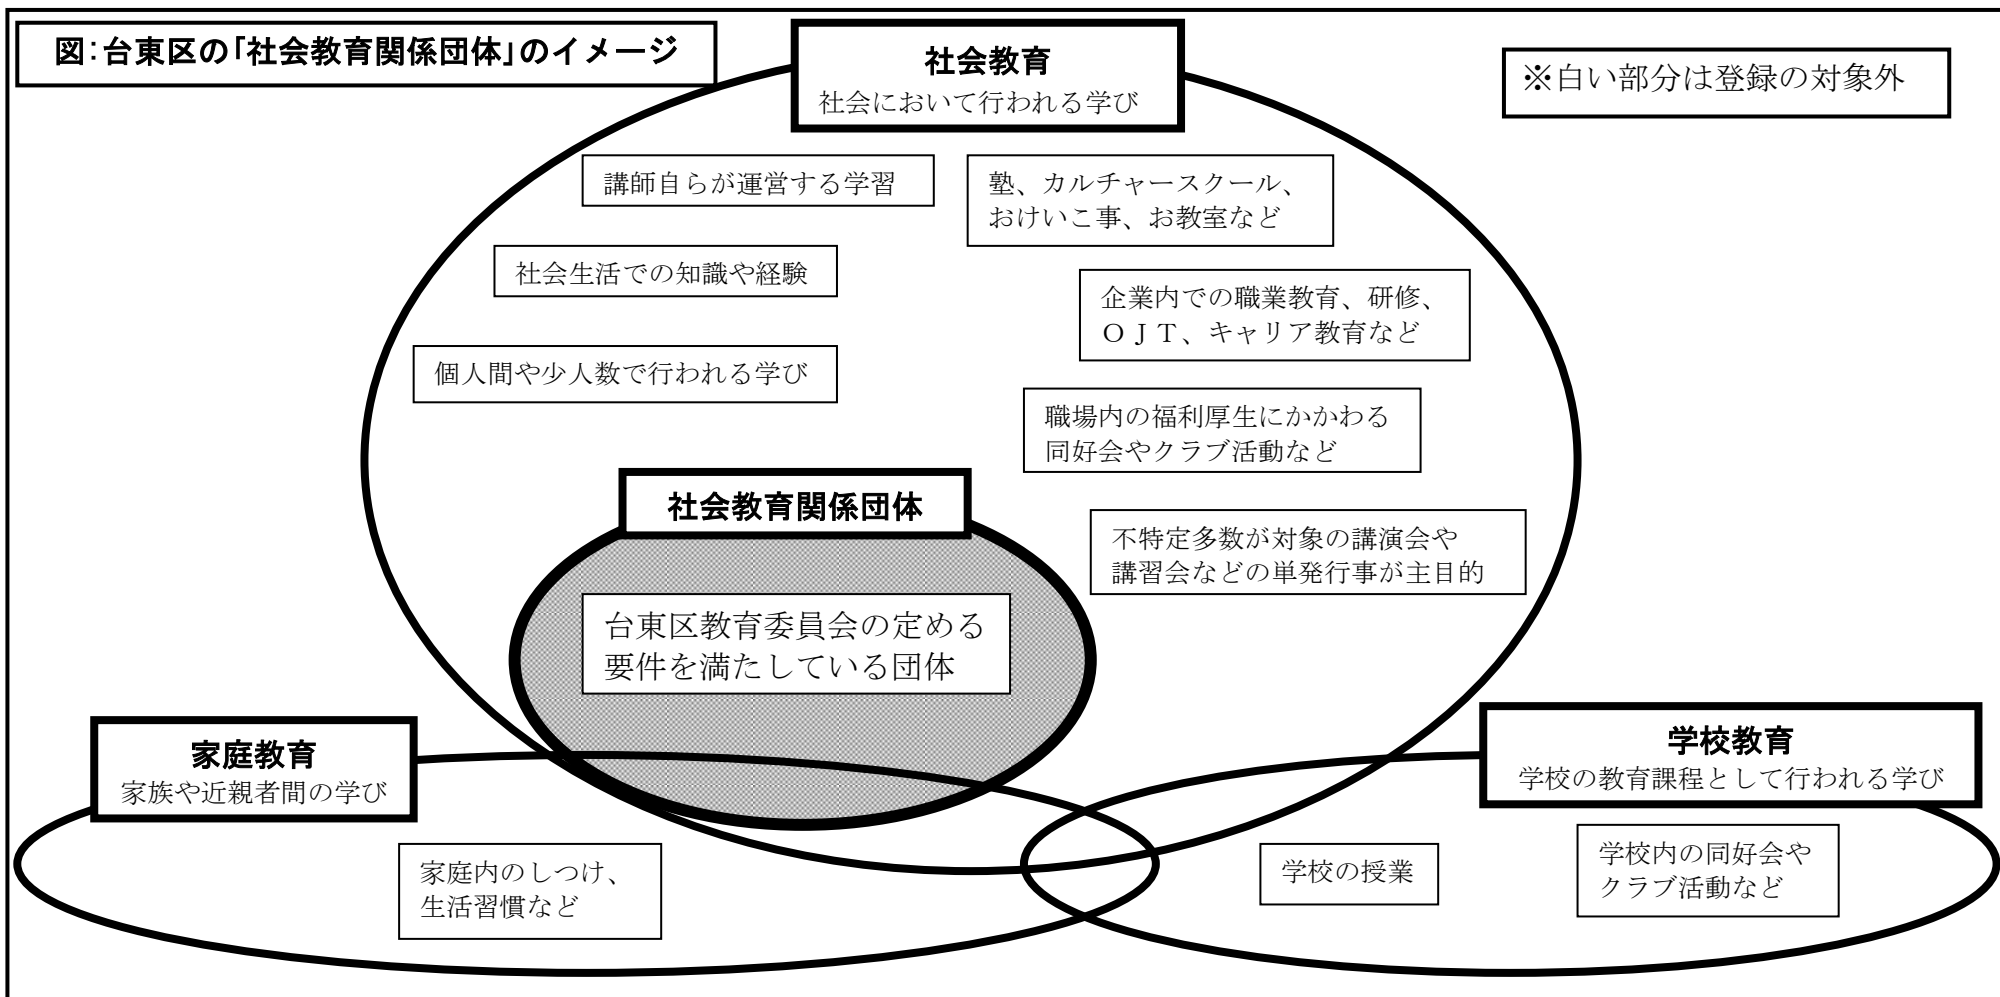 図:台東区の「社会教育関係団体」のイメージ
社会教育
社会において行われる学び
※白い部分は登録の対象外
講師自らが運営する学習
塾、カルチャースクール、
おけいこ事、お教室など
社会生活での知識や経験
企業内での職業教育、研修、
ＯＪＴ、キャリア教育など
個人間や少人数で行われる学び
職場内の福利厚生にかかわる
同好会やクラブ活動など
社会教育関係団体
不特定多数が対象の講演会や
講習会などの単発行事が主目的
台東区教育委員会の定める
要件を満たしている団体
家庭教育
家族や近親者間の学び
学校教育
学校の教育課程として行われる学び
家庭内のしつけ、
生活習慣など
学校の授業
学校内の同好会や
クラブ活動など